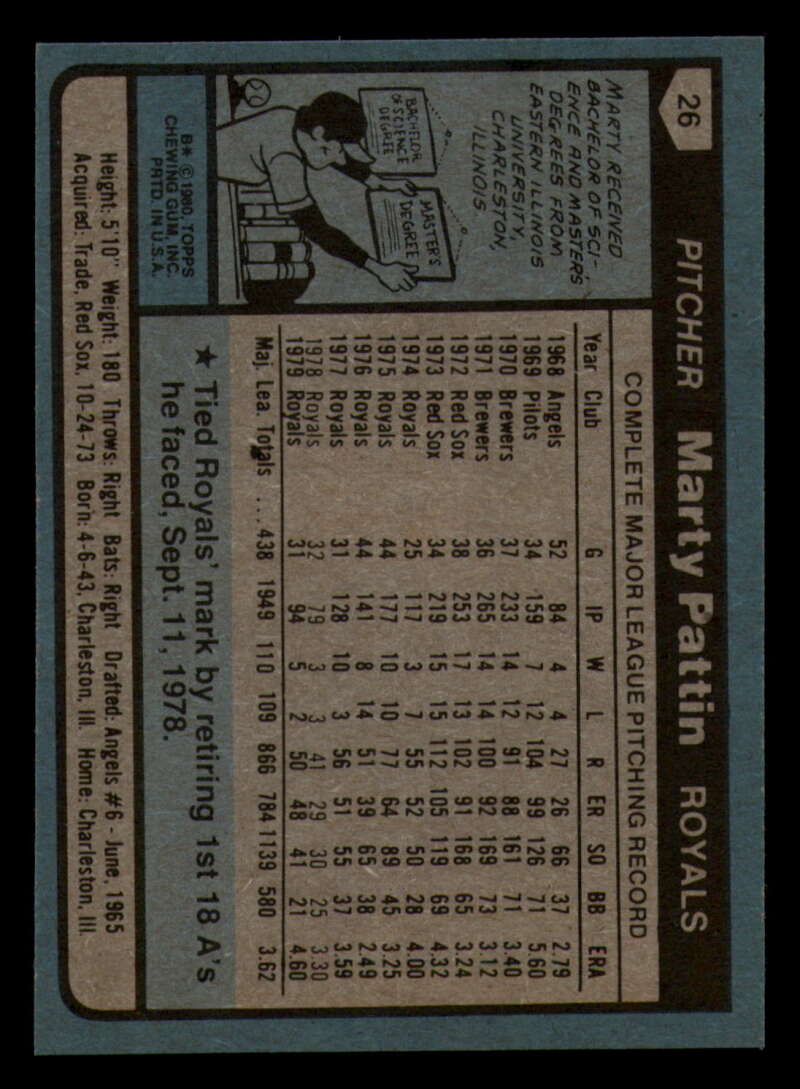 26
PITCHER Marty Pattin ROYALS
MARTY RECEIVED
BACHELOR OF SCI-
ENCE AND MASTER'S
DEGREES FROM
EASTERN ILLINOIS
UNIVERSITY,
CHARLESTON,
ILLINOIS.
BACHELOR
OF SCIENCE
DEGREE
MASTER'S
DEGREE
B* © 1980, TOPPS
CHEWING GUM, INC.
PRTD. IN U.S.A.
COMPLETE MAJOR LEAGUE PITCHING RECORD
Year Club G IP W L R ER SO BB ERA
1968 Angels 52 84 4 4 27 26 66 37 2.79
1969 Pilots 34 159 7 12 104 99 126 71 5.60
1970 Brewers 37 233 14 12 91 88 161 71 3.40
1971 Brewers 36 265 14 14 100 92 169 73 3.12
1972 Red Sox 38 253 17 13 102 91 168 65 3.24
1973 Red Sox 34 219 15 15 112 105 119 69 4.32
1974 Royals 25 117 3 7 55 52 50 28 4.00
1975 Royals 44 177 10 10 77 64 89 45 3.25
1976 Royals 44 141 8 14 51 39 65 38 2.49
1977 Royals 31 128 10 3 56 51 55 37 3.59
1978 Royals 32 79 3 3 41 29 30 25 3.30
1979 Royals 31 94 5 2 50 48 41 21 4.60
Maj. Lea. Totals .... 438 1949 110 109 866 784 1139 580 3.62
★ Tied Royals' mark by retiring 1st 18 A's
he faced, Sept. 11, 1978.
Height: 5'10" Weight: 180 Throws: Right Bats: Right Drafted: Angels #6 - June, 1965
Acquired: Trade, Red Sox, 10-24-73 Born: 4-6-43, Charleston, Ill. Home: Charleston, Ill.